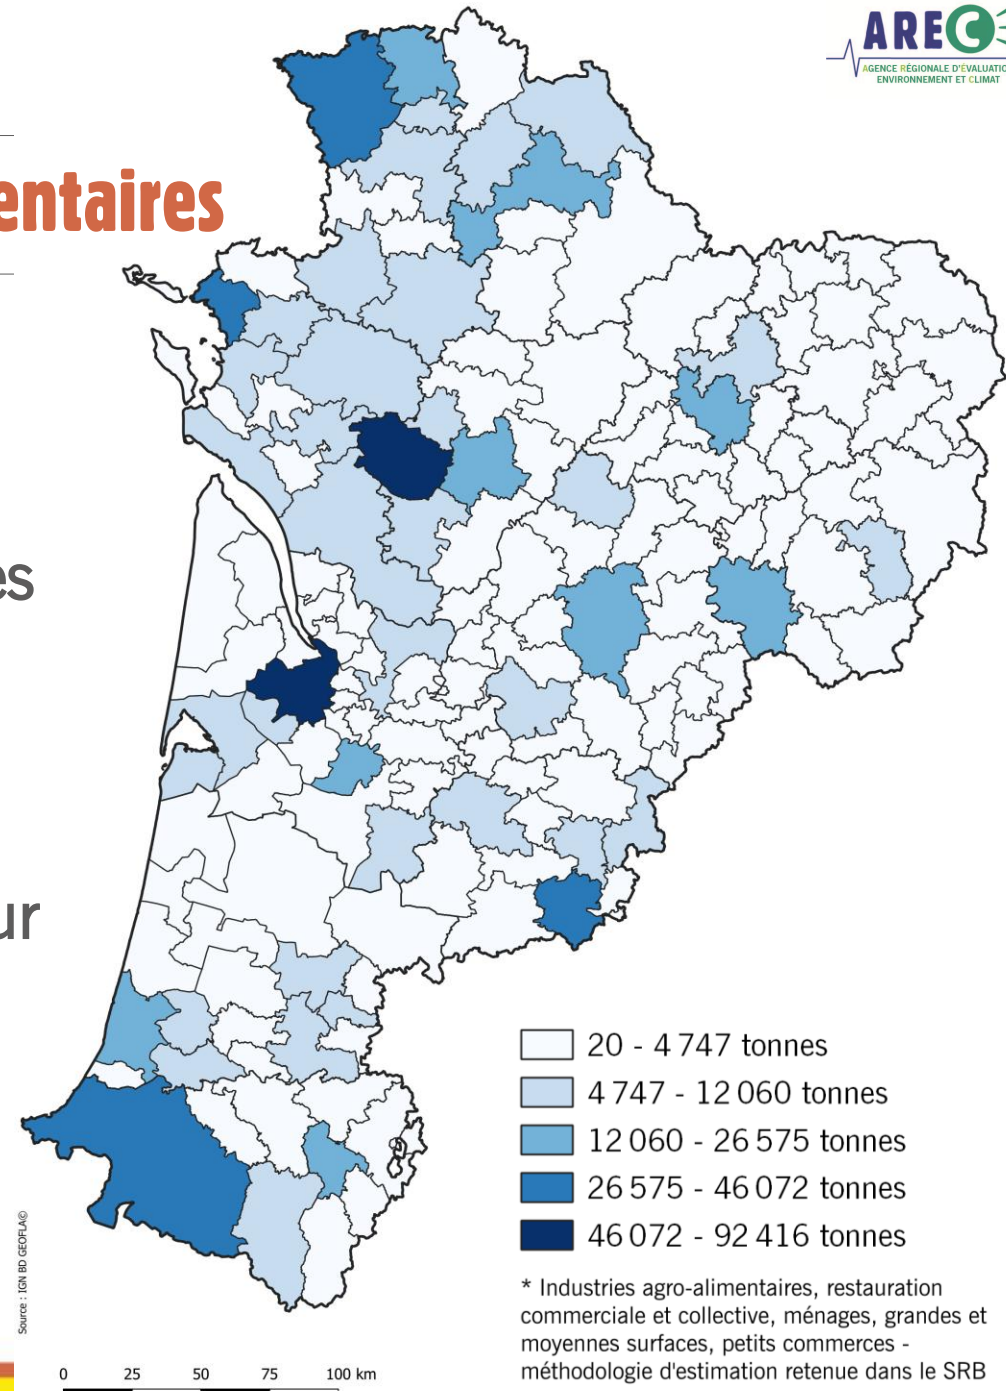 AREC
AGENCE RÉGIONALE D'ÉVALUATION
ENVIRONNEMENT ET CLIMAT
entaires
es
ur
20 - 4 747 tonnes
4 747 - 12 060 tonnes
12 060 - 26 575 tonnes
26 575 - 46 072 tonnes
46 072 - 92 416 tonnes
* Industries agro-alimentaires, restauration
commerciale et collective, ménages, grandes et
moyennes surfaces, petits commerces -
méthodologie d'estimation retenue dans le SRB
Source : IGN BD GEOFLA©
0 25 50 75 100 km